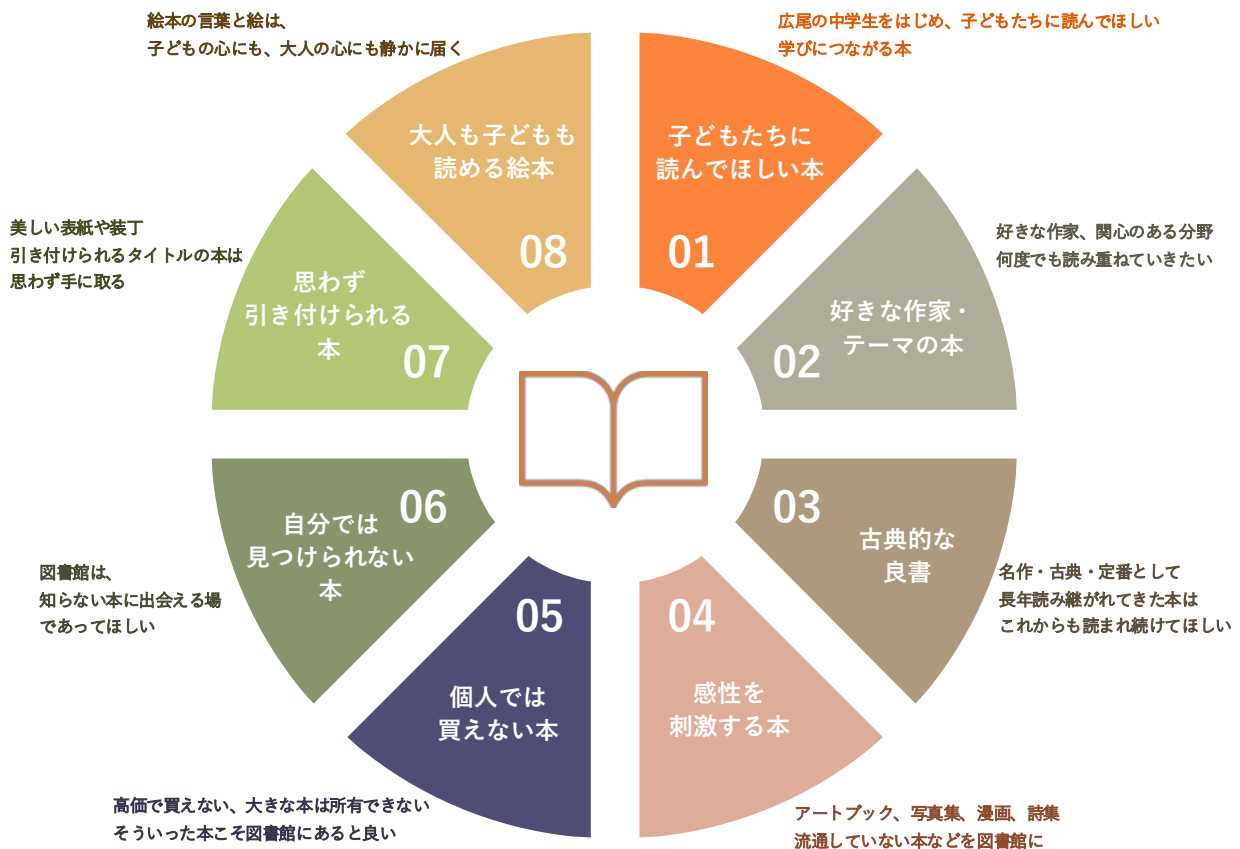 広尾の中学生をはじめ、子どもたちに読んでほしい
学びにつながる本
子どもたちに
読んでほしい本
01
好きな作家、関心のある分野
何度でも読み重ねていきたい
好きな作家・
テーマの本
02
03
古典的な
良書
名作・古典・定番として
長年読み継がれてきた本は
これからも読まれ続けてほしい
04
感性を
刺激する本
アートブック、写真集、漫画、詩集
流通していない本などを図書館に
05
個人では
買えない本
高価で買えない、大きな本は所有できない
そういった本こそ図書館にあると良い
06
自分では
見つけられない
本
図書館は、
知らない本に出会える場
であってほしい
美しい表紙や装丁
引き付けられるタイトルの本は
思わず手に取る
思わず
引き付けられる
本
07
絵本の言葉と絵は、
子どもの心にも、大人の心にも静かに届く
大人も子どもも
読める絵本
08